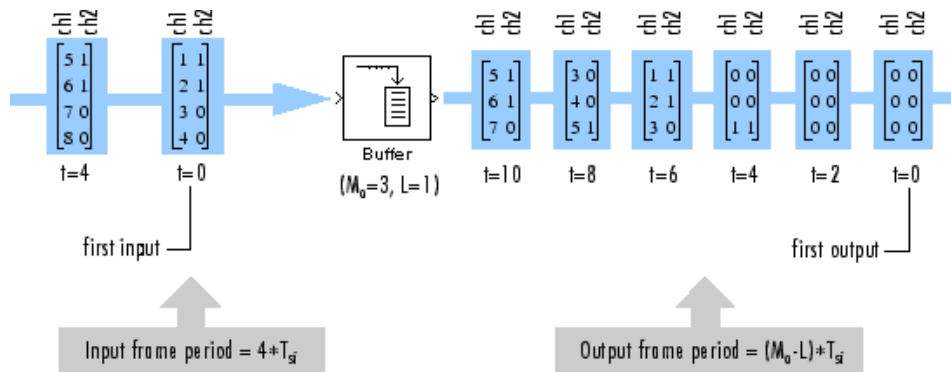 ch1 ch2 ch1 ch2 ch1 ch2 ch1 ch2 ch1 ch2 ch1 ch2 ch1 ch2 ch1 ch2
5 1 1 1 5 1 3 0 1 1 0 0 0 0 0 0
6 1 2 1 6 1 4 0 2 1 0 0 0 0 0 0
7 0 3 0 7 0 5 1 3 0 1 1 0 0 0 0
8 0 4 0
Buffer
t=4 t=0 (Mo=3, L=1) t=10 t=8 t=6 t=4 t=2 t=0
first input first output
Input frame period = 4*Tsi Output frame period = (Mo-L)*Tsi